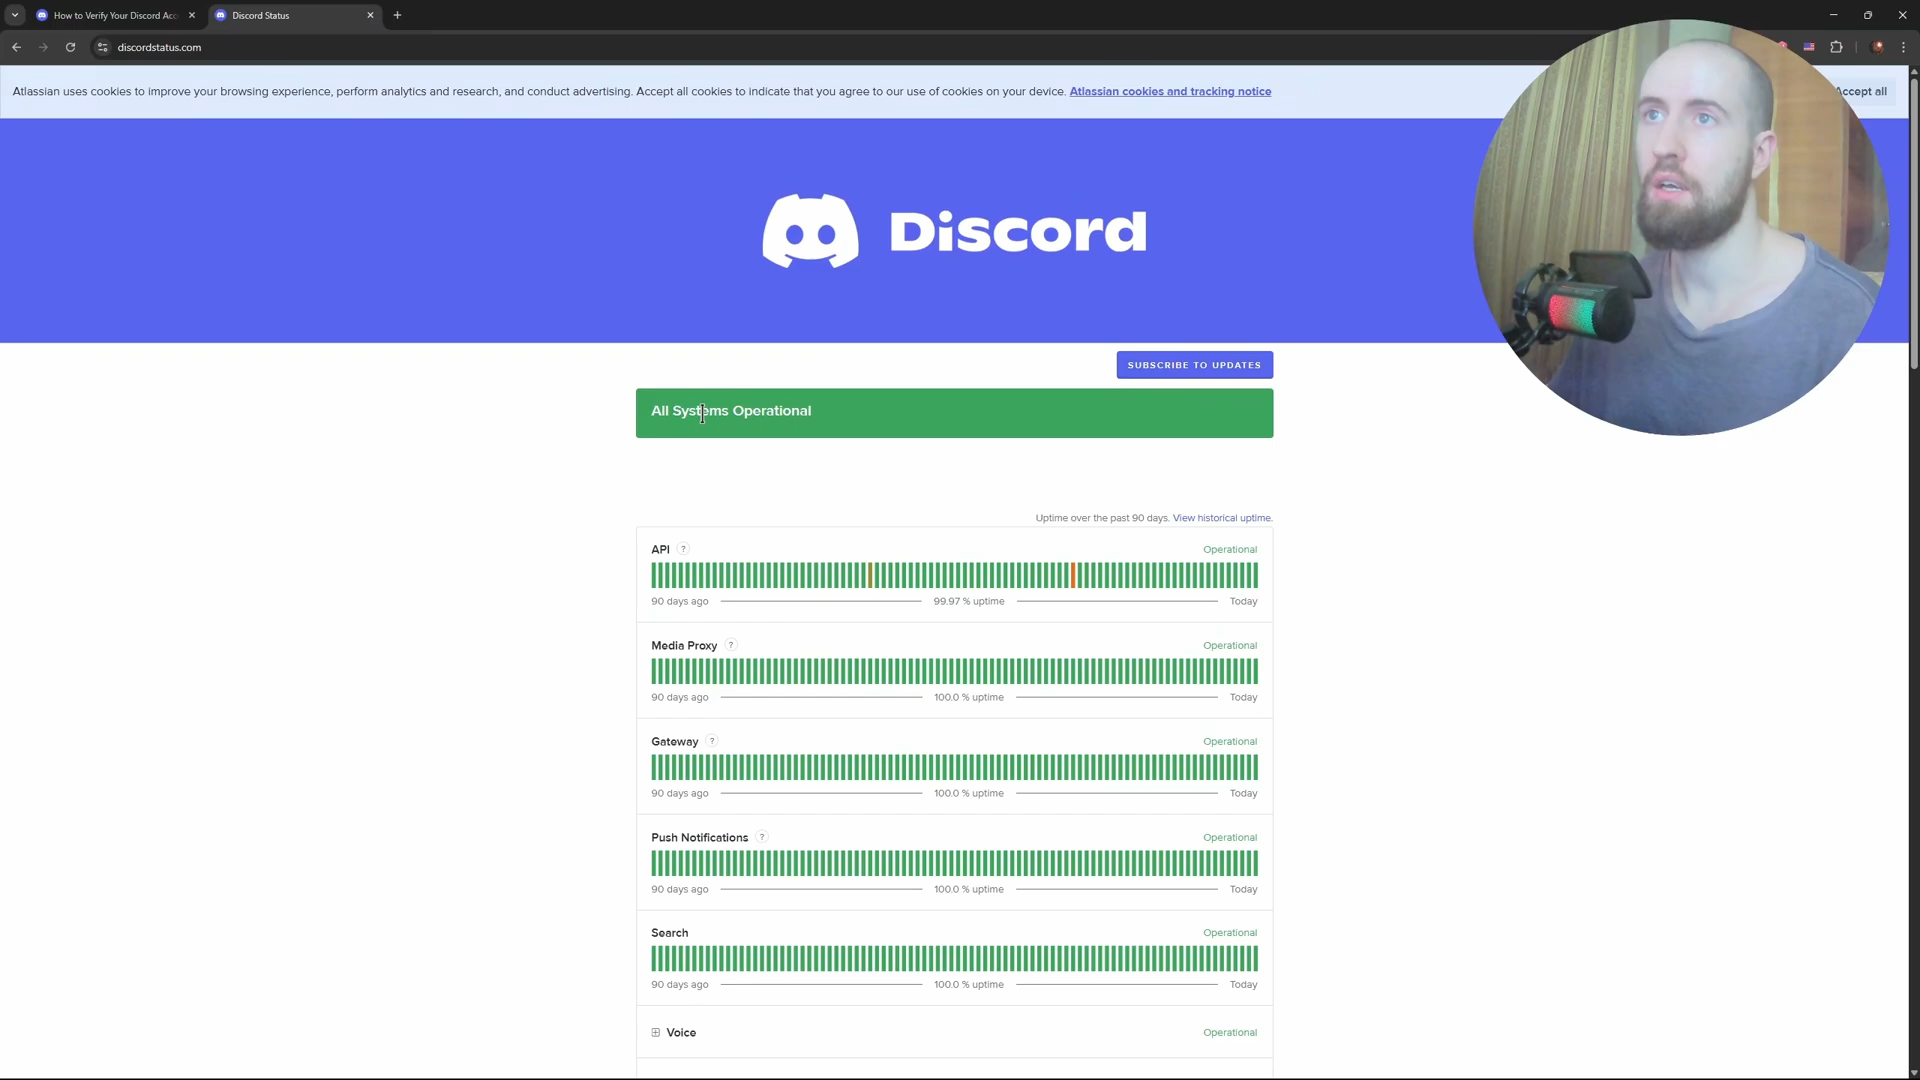 How to Verify Your Discord Acc
Discord Status
discordstatus.com
Atlassian uses cookies to improve your browsing experience, perform analytics and research, and conduct advertising. Accept all cookies to indicate that you agree to our use of cookies on your device. Atlassian cookies and tracking notice
Accept all
Discord
SUBSCRIBE TO UPDATES
All Systems Operational
Uptime over the past 90 days. View historical uptime.
API ? Operational
90 days ago 99.97 % uptime Today
Media Proxy ? Operational
90 days ago 100.0 % uptime Today
Gateway ? Operational
90 days ago 100.0 % uptime Today
Push Notifications ? Operational
90 days ago 100.0 % uptime Today
Search Operational
90 days ago 100.0 % uptime Today
Voice Operational